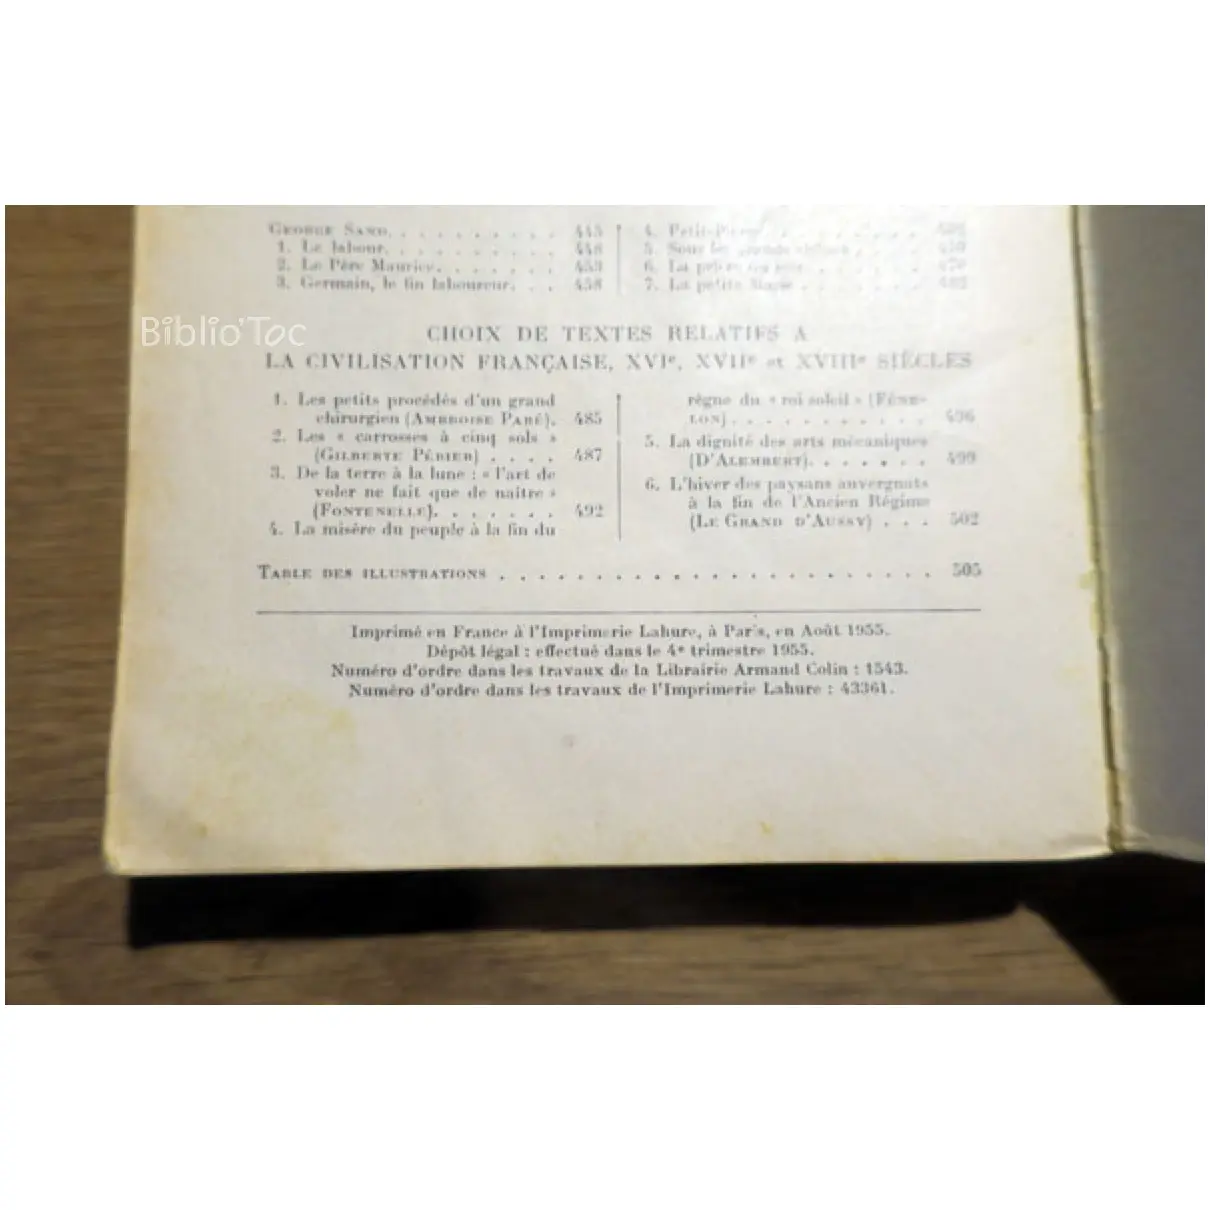 GEORGE SAND. . . . . . . . . . 445
1. Le labour. . . . . . . . . . 448
2. Le Père Maurice. . . . . . . 453
3. Germain, le fin laboureur. . . 458
4. Petit-Pierre
5. Sous les grands chênes
6. La
7. La petite Marie
Biblio'Toc
CHOIX DE TEXTES RELATIFS A
LA CIVILISATION FRANÇAISE, XVIe, XVIIe et XVIIIe SIÈCLES
1. Les petits procédés d'un grand
chirurgien (AMBROISE PARÉ). 485
2. Les « carrosses à cinq sols »
(GILBERTE PÉRIER) . . . . 487
3. De la terre à la lune : « l'art de
voler ne fait que de naître »
(FONTENELLE). . . . . . . 492
4. La misère du peuple à la fin du
règne du « roi soleil » (FÉNE-
LON). . . . . . . . . . . 496
5. La dignité des arts mécaniques
(D'ALEMBERT). . . . . . . 499
6. L'hiver des paysans auvergnats
à la fin de l'Ancien Régime
(LE GRAND D'AUSSY) . . . 502
TABLE DES ILLUSTRATIONS . . . . . . . . . . . . . . . . . . . . . . . 505
Imprimé en France à l'Imprimerie Lahure, à Paris, en Août 1955.
Dépôt légal : effectué dans le 4e trimestre 1955.
Numéro d'ordre dans les travaux de la Librairie Armand Colin : 1543.
Numéro d'ordre dans les travaux de l'Imprimerie Lahure : 43361.